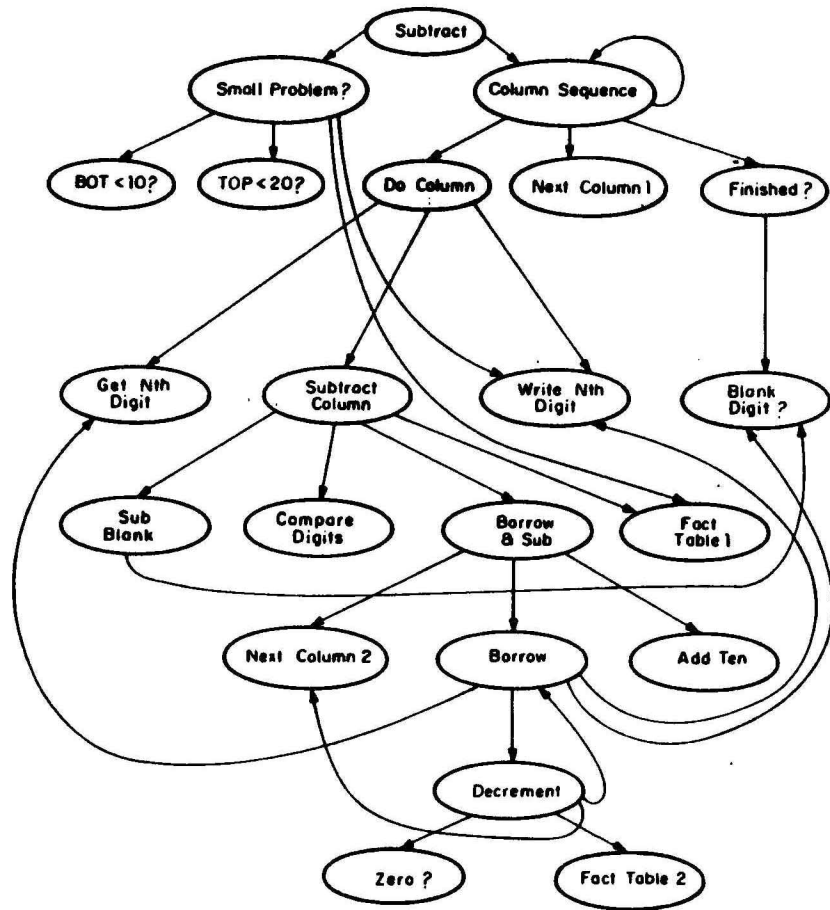 Subtract
Small Problem?
Column Sequence
BOT <10?
TOP <20?
Do Column
Next Column 1
Finished ?
Get Nth
Digit
Subtract
Column
Write Nth
Digit
Blank
Digit ?
Sub
Blank
Compare
Digits
Borrow
& Sub
Fact
Table 1
Next Column 2
Borrow
Add Ten
Decrement
Zero ?
Fact Table 2